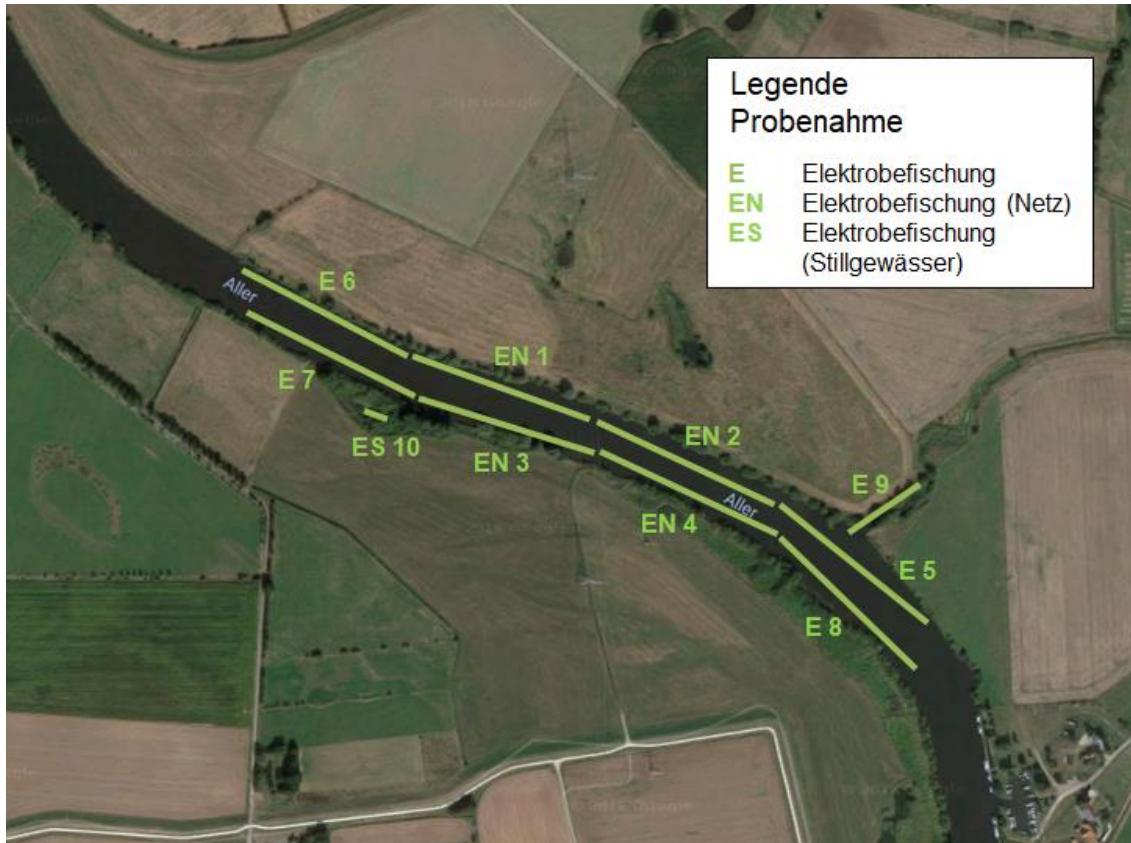 Legende
Probenahme
E Elektrobefischung
EN Elektrobefischung (Netz)
ES Elektrobefischung
(Stillgewässer)
E 6
Aller
EN 1
E 7
ES 10
EN 3
EN 2
E 9
Aller
EN 4
E 5
E 8